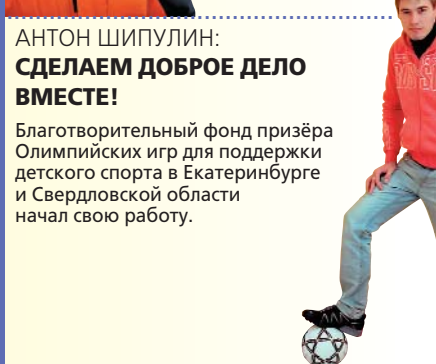 АНТОН ШИПУЛИН:
СДЕЛАЕМ ДОБРОЕ ДЕЛО
ВМЕСТЕ!
Благотворительный фонд призёра
Олимпийских игр для поддержки
детского спорта в Екатеринбурге
и Свердловской области
начал свою работу.